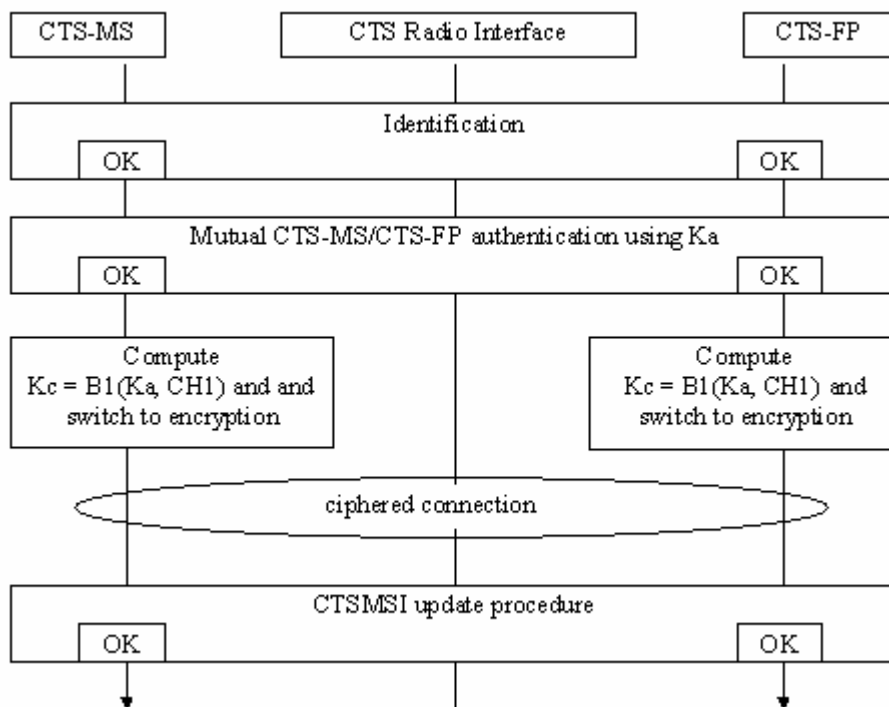 CTS-MS
CTS Radio Interface
CTS-FP
Identification
OK
OK
Mutual CTS-MS/CTS-FP authentication using Ka
OK
OK
Compute
Kc = B1(Ka, CH1) and and
switch to encryption
Compute
Kc = B1(Ka, CH1) and
switch to encryption
ciphered connection
CTSMSI update procedure
OK
OK